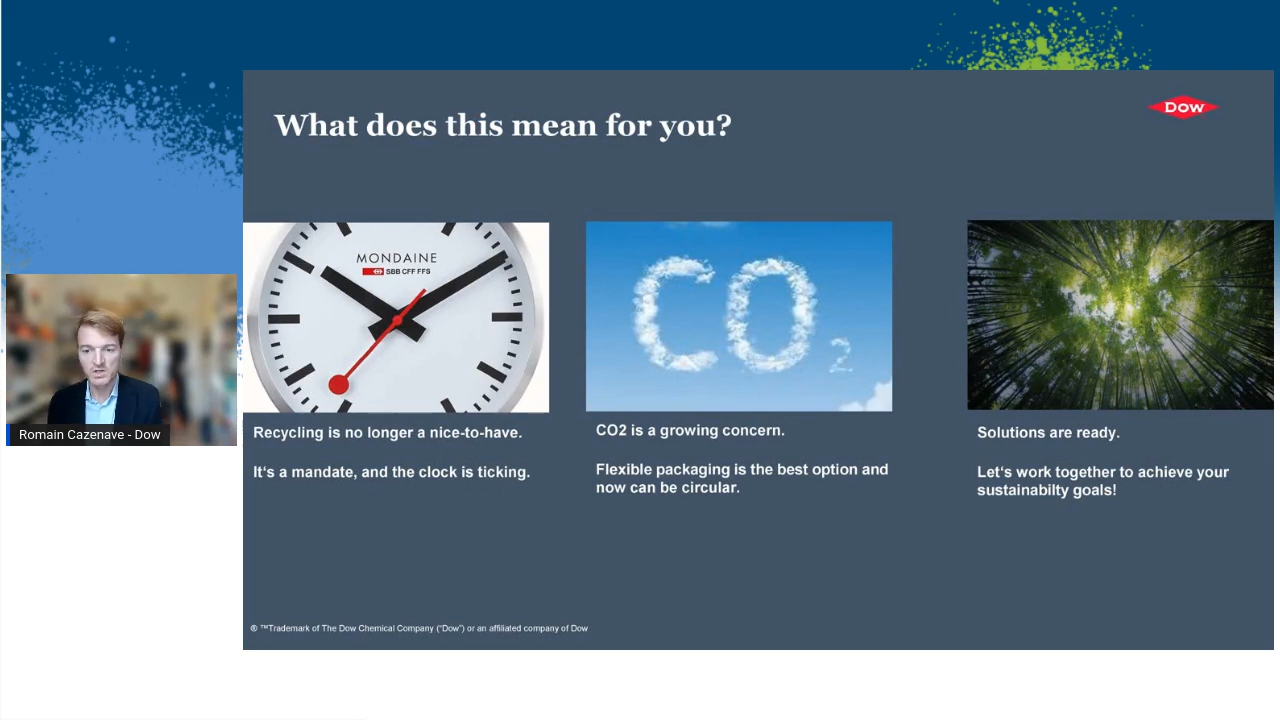 What does this mean for you?
Dow
MONDAINE
SBB CFF FFS
CO2
Recycling is no longer a nice-to-have.
It's a mandate, and the clock is ticking.
CO2 is a growing concern.
Flexible packaging is the best option and
now can be circular.
Solutions are ready.
Let's work together to achieve your
sustainabilty goals!
Romain Cazenave - Dow
® ™Trademark of The Dow Chemical Company ("Dow") or an affiliated company of Dow